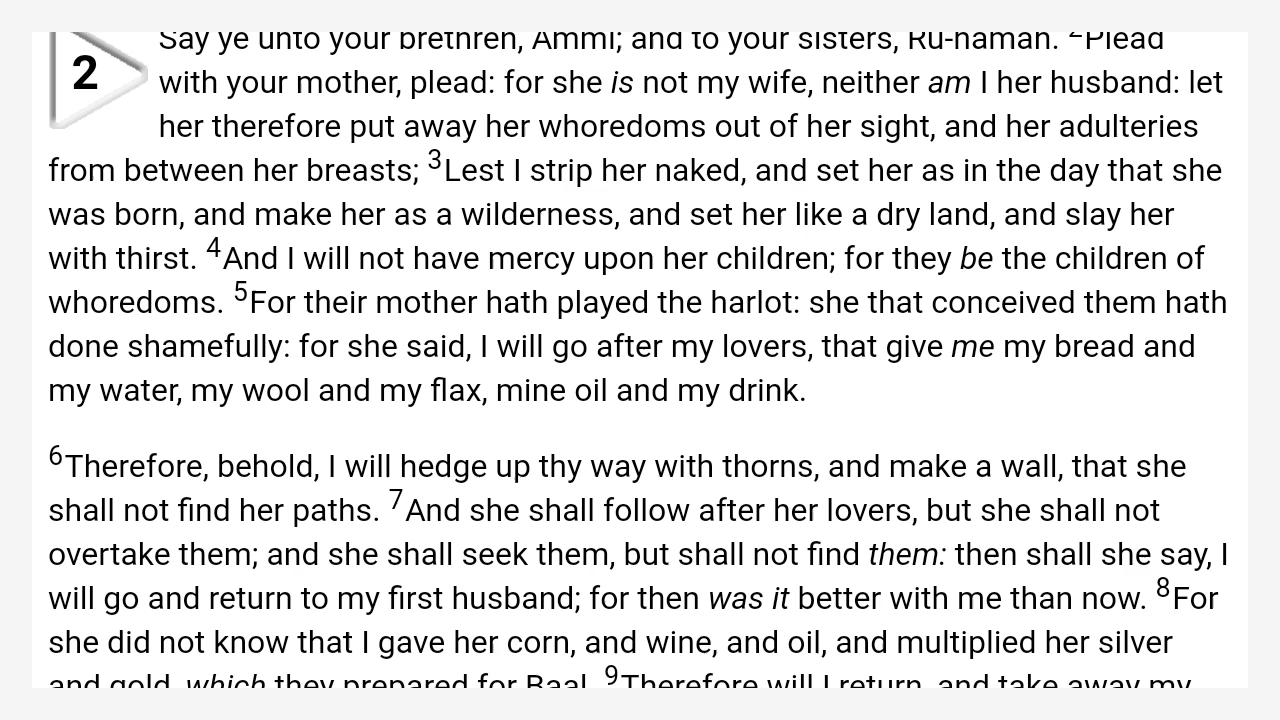 Say ye unto your brethren, Ammi; and to your sisters, Ru-hamah. 2Plead
2
with your mother, plead: for she is not my wife, neither am I her husband: let
her therefore put away her whoredoms out of her sight, and her adulteries
from between her breasts; 3Lest I strip her naked, and set her as in the day that she
was born, and make her as a wilderness, and set her like a dry land, and slay her
with thirst. 4And I will not have mercy upon her children; for they be the children of
whoredoms. 5For their mother hath played the harlot: she that conceived them hath
done shamefully: for she said, I will go after my lovers, that give me my bread and
my water, my wool and my flax, mine oil and my drink.
6Therefore, behold, I will hedge up thy way with thorns, and make a wall, that she
shall not find her paths. 7And she shall follow after her lovers, but she shall not
overtake them; and she shall seek them, but shall not find them: then shall she say, I
will go and return to my first husband; for then was it better with me than now. 8For
she did not know that I gave her corn, and wine, and oil, and multiplied her silver
and gold, which they prepared for Baal. 9Therefore will I return, and take away my